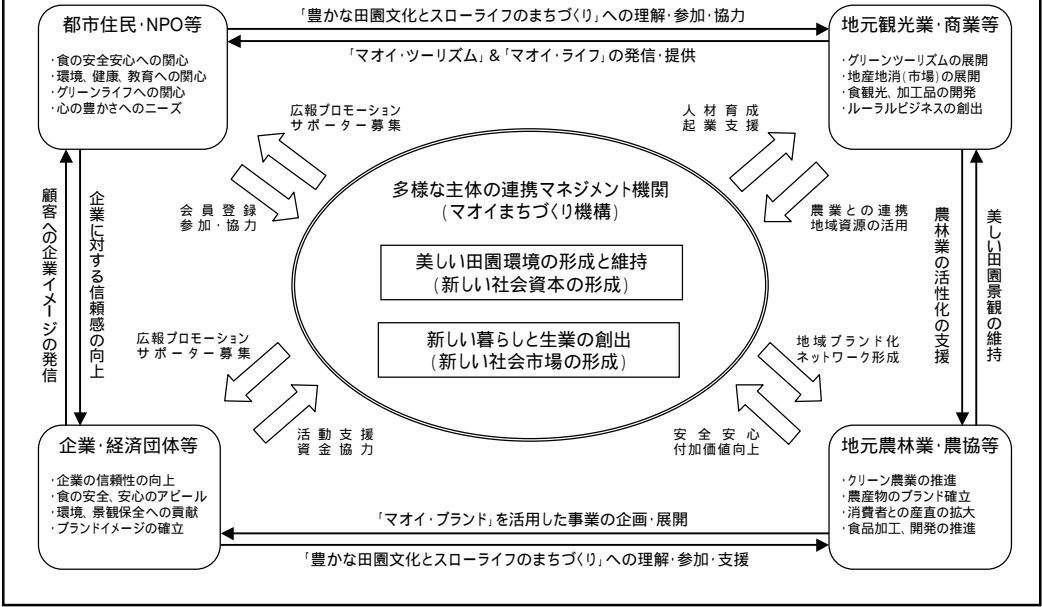 「豊かな田園文化とスローライフのまちづくり」への理解・参加・協力
「マオイ・ツーリズム」&「マオイ・ライフ」の発信・提供
都市住民・NPO等
・食の安全安心への関心
・環境、健康、教育への関心
・グリーンライフへの関心
・心の豊かさへのニーズ
地元観光業・商業等
・グリーンツーリズムの展開
・地産地消(市場)の展開
・食観光、加工品の開発
・ルーラルビジネスの創出
広報プロモーション
サポーター募集
人材育成
起業支援
会員登録
参加・協力
農業との連携
地域資源の活用
多様な主体の連携マネジメント機関
(マオイまちづくり機構)
美しい田園環境の形成と維持
(新しい社会資本の形成)
新しい暮らしと生業の創出
(新しい社会市場の形成)
顧客への企業イメージの発信
企業に対する信頼感の向上
農林業の活性化の支援
美しい田園景観の維持
広報プロモーション
サポーター募集
地域ブランド化
ネットワーク形成
活動支援
資金協力
安全安心
付加価値向上
企業・経済団体等
・企業の信頼性の向上
・食の安全、安心のアピール
・環境、景観保全への貢献
・ブランドイメージの確立
地元農林業・農協等
・クリーン農業の推進
・農産物のブランド確立
・消費者との産直の拡大
・食品加工、開発の推進
「マオイ・ブランド」を活用した事業の企画・展開
「豊かな田園文化とスローライフのまちづくり」への理解・参加・支援